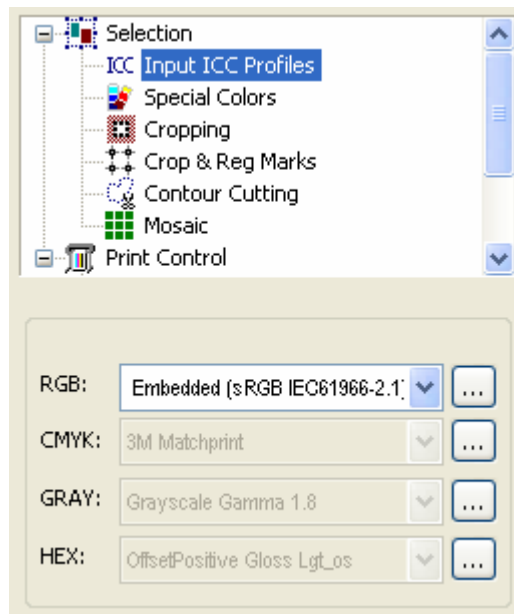 Selection
ICC Input ICC Profiles
Special Colors
Cropping
Crop & Reg Marks
Contour Cutting
Mosaic
Print Control
RGB: Embedded (sRGB IEC61966-2.1) ...
CMYK: 3M Matchprint ...
GRAY: Grayscale Gamma 1.8 ...
HEX: OffsetPositive Gloss Lgt_os ...